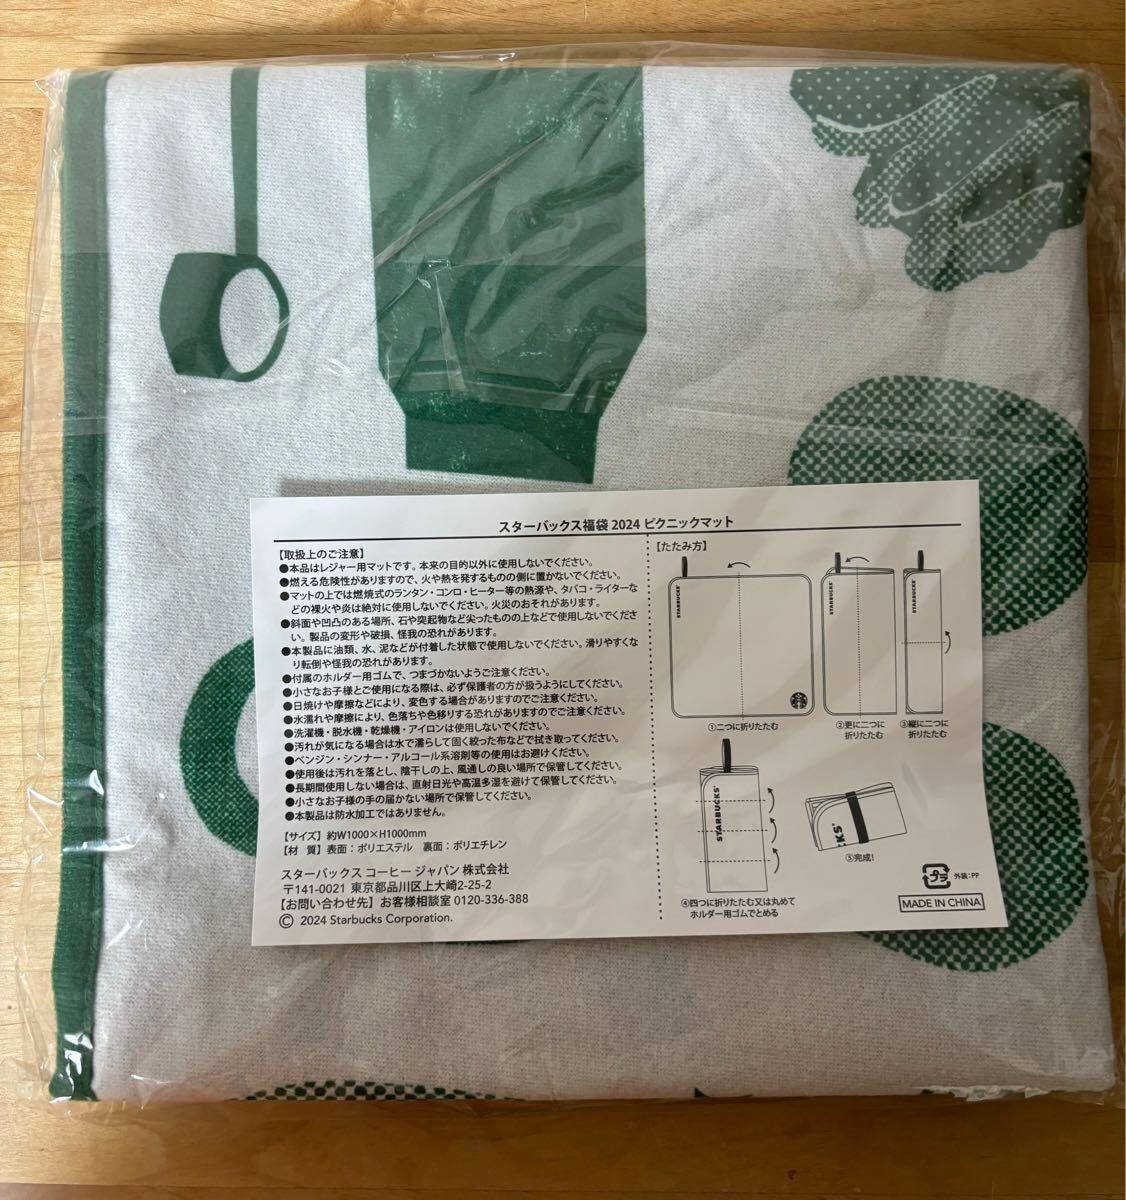 スターバックス福袋 2024 ピクニックマット
【取扱上のご注意】
●本品はレジャー用マットです。本来の目的以外に使用しないでください。
●燃える危険性がありますので、火や熱を発するものの側に置かないでください。
●マットの上では燃焼式のランタン・コンロ・ヒーター等の熱源や、タバコ・ライターな
どの裸火や炎は絶対に使用しないでください。火災のおそれがあります。
●斜面や凹凸のある場所、石や突起物など尖ったものの上などで使用しないでくださ
い。製品の変形や破損、怪我の恐れがあります。
●本製品に油類、水、泥などが付着した状態で使用しないでください。滑りやすくな
り転倒や怪我の恐れがあります。
●付属のホルダー用ゴムで、つまづかないようご注意ください。
●小さなお子様とご使用になる際は、必ず保護者の方が扱うようにしてください。
●日焼けや摩擦などにより、変色する場合がありますのでご注意ください。
●水濡れや摩擦により、色落ちや色移りする恐れがありますのでご注意ください。
●洗濯機・脱水機・乾燥機・アイロンは使用しないでください。
●汚れが気になる場合は水で濡らして固く絞った布などで拭き取ってください。
●ベンジン・シンナー・アルコール系溶剤等の使用はお避けください。
●使用後は汚れを落とし、陰干しの上、風通しの良い場所で保管してください。
●長期間使用しない場合は、直射日光や高温多湿を避けて保管してください。
●小さなお子様の手の届かない場所で保管してください。
●本製品は防水加工ではありません。
【サイズ】約W1000×H1000mm
【材 質】表面：ポリエステル 裏面：ポリエチレン
スターバックス コーヒー ジャパン 株式会社
〒141-0021 東京都品川区上大崎2-25-2
【お問い合わせ先】お客様相談室 0120-336-388
© 2024 Starbucks Corporation.
【たたみ方】
STARBUCKS
STARBUCKS
STARBUCKS
①二つに折りたたむ
②更に二つに
折りたたむ
③縦に二つに
折りたたむ
STARBUCKS
CKS
④四つに折りたたむ又は丸めて
ホルダー用ゴムでとめる
⑤完成!
プラ
外装：PP
MADE IN CHINA